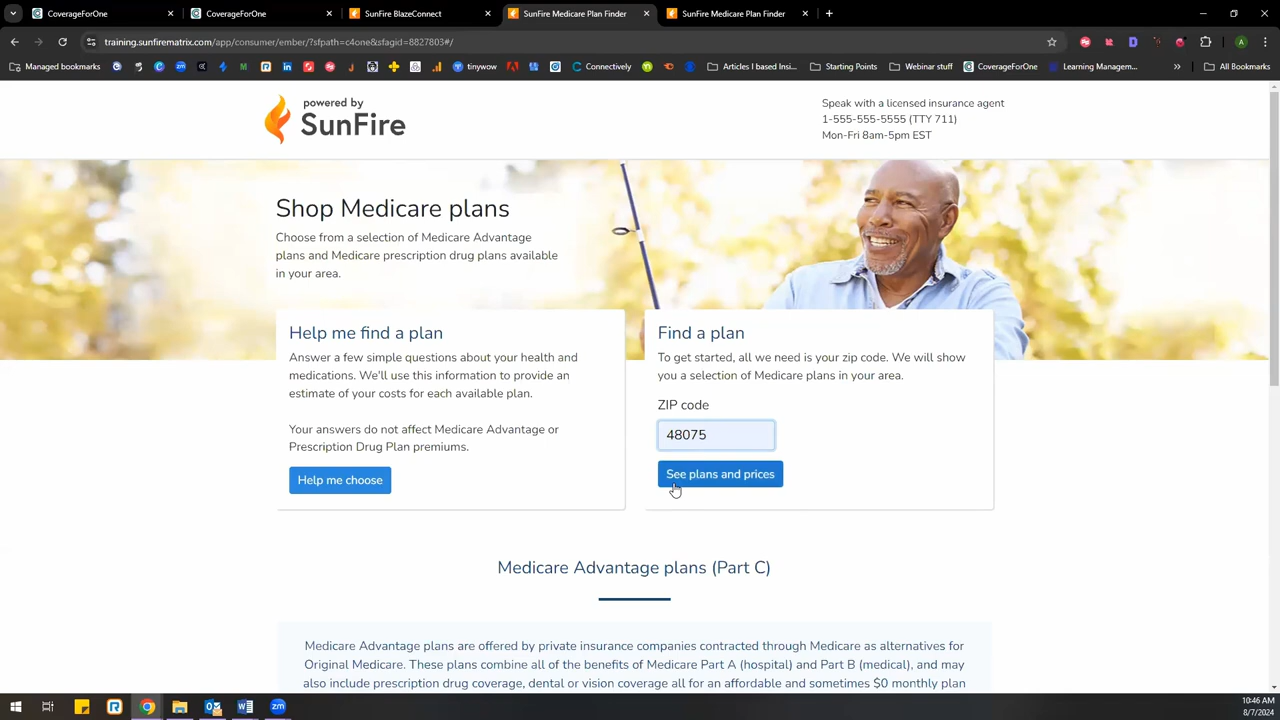 CoverageForOne
CoverageForOne
SunFire BlazeConnect
SunFire Medicare Plan Finder
SunFire Medicare Plan Finder
training.sunfirematrix.com/app/consumer/ember/?sfpath=c4one&sfagid=8827803#/
Managed bookmarks
tinywow
Connectively
Articles I based Insi...
Starting Points
Webinar stuff
CoverageForOne
Learning Managem...
All Bookmarks
powered by
SunFire
Speak with a licensed insurance agent
1-555-555-5555 (TTY 711)
Mon-Fri 8am-5pm EST
Shop Medicare plans
Choose from a selection of Medicare Advantage
plans and Medicare prescription drug plans available
in your area.
Help me find a plan
Answer a few simple questions about your health and
medications. We'll use this information to provide an
estimate of your costs for each available plan.
Your answers do not affect Medicare Advantage or
Prescription Drug Plan premiums.
Help me choose
Find a plan
To get started, all we need is your zip code. We will show
you a selection of Medicare plans in your area.
ZIP code
48075
See plans and prices
Medicare Advantage plans (Part C)
Medicare Advantage plans are offered by private insurance companies contracted through Medicare as alternatives for
Original Medicare. These plans combine all of the benefits of Medicare Part A (hospital) and Part B (medical), and may
also include prescription drug coverage, dental or vision coverage all for an affordable and sometimes $0 monthly plan
10:46 AM
8/7/2024